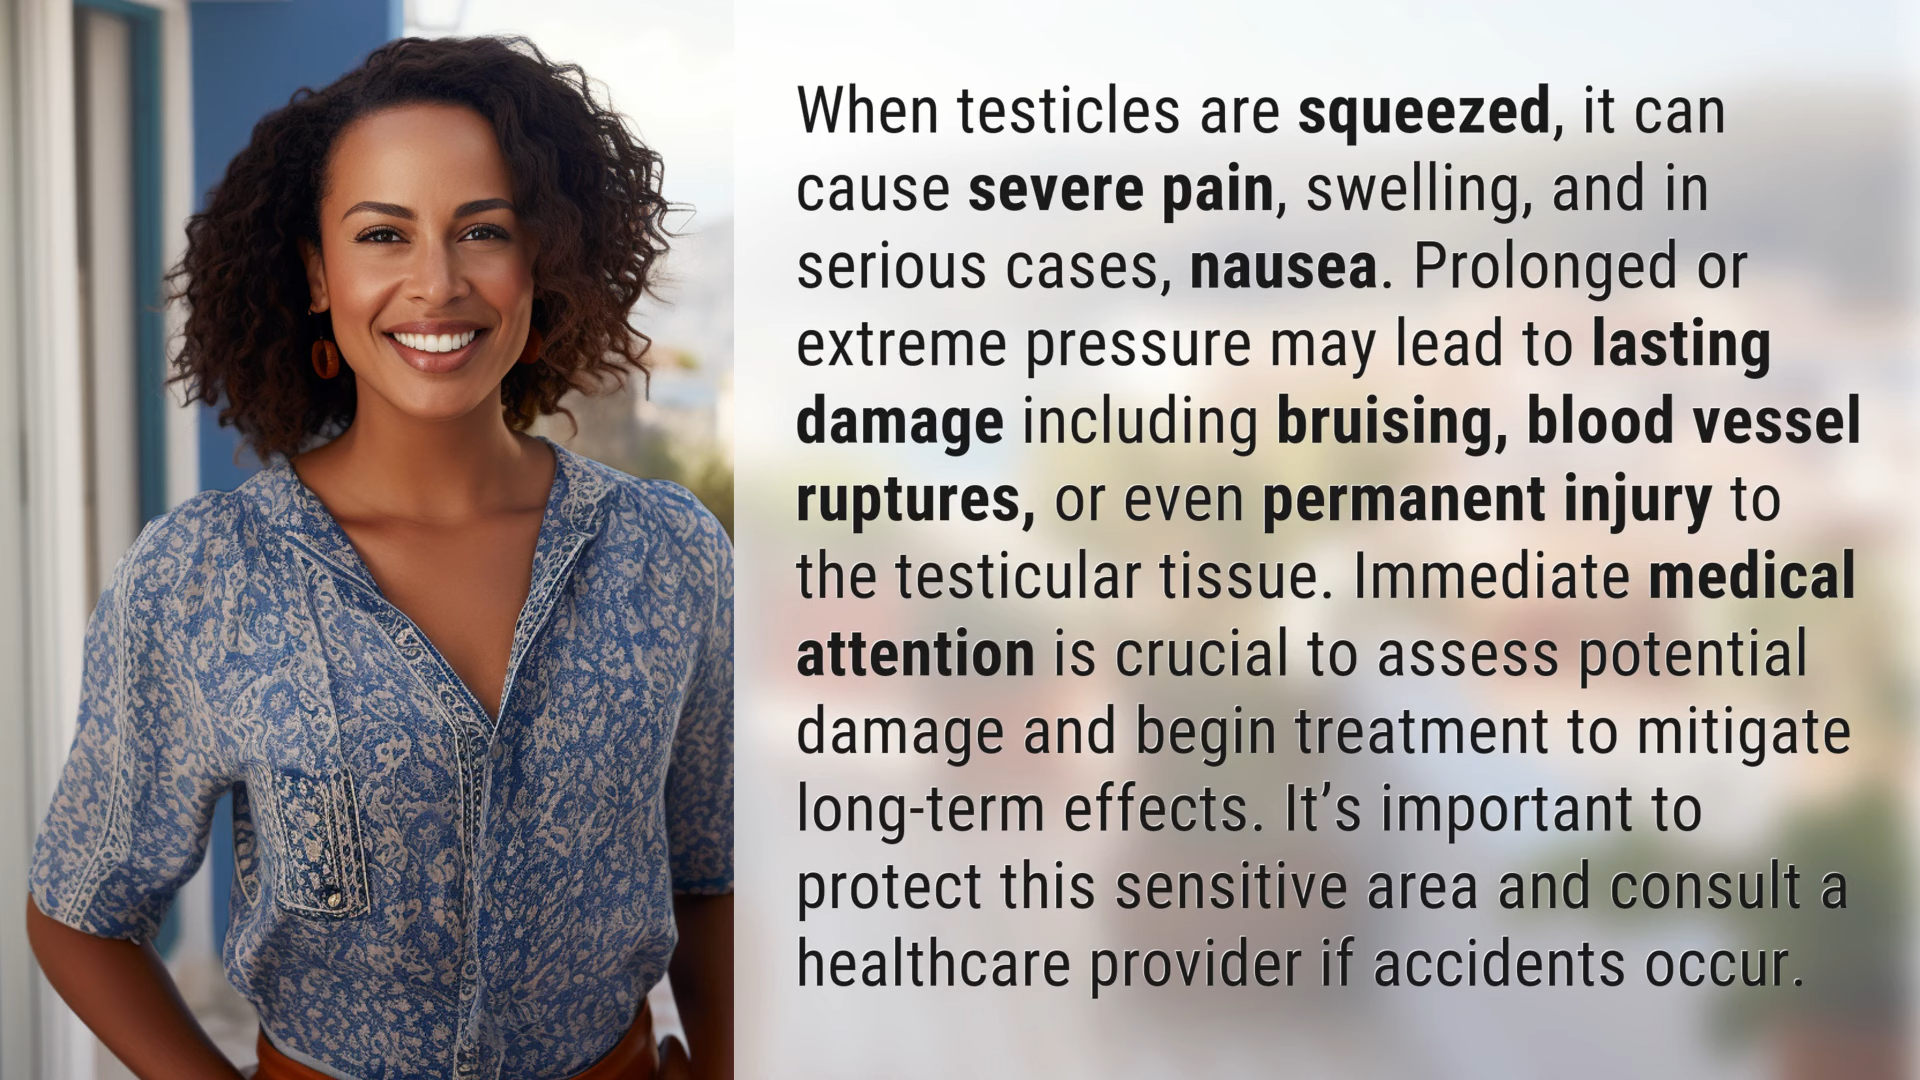 When testicles are squeezed, it can
cause severe pain, swelling, and in
serious cases, nausea. Prolonged or
extreme pressure may lead to lasting
damage including bruising, blood vessel
ruptures, or even permanent injury to
the testicular tissue. Immediate medical
attention is crucial to assess potential
damage and begin treatment to mitigate
long-term effects. It’s important to
protect this sensitive area and consult a
healthcare provider if accidents occur.